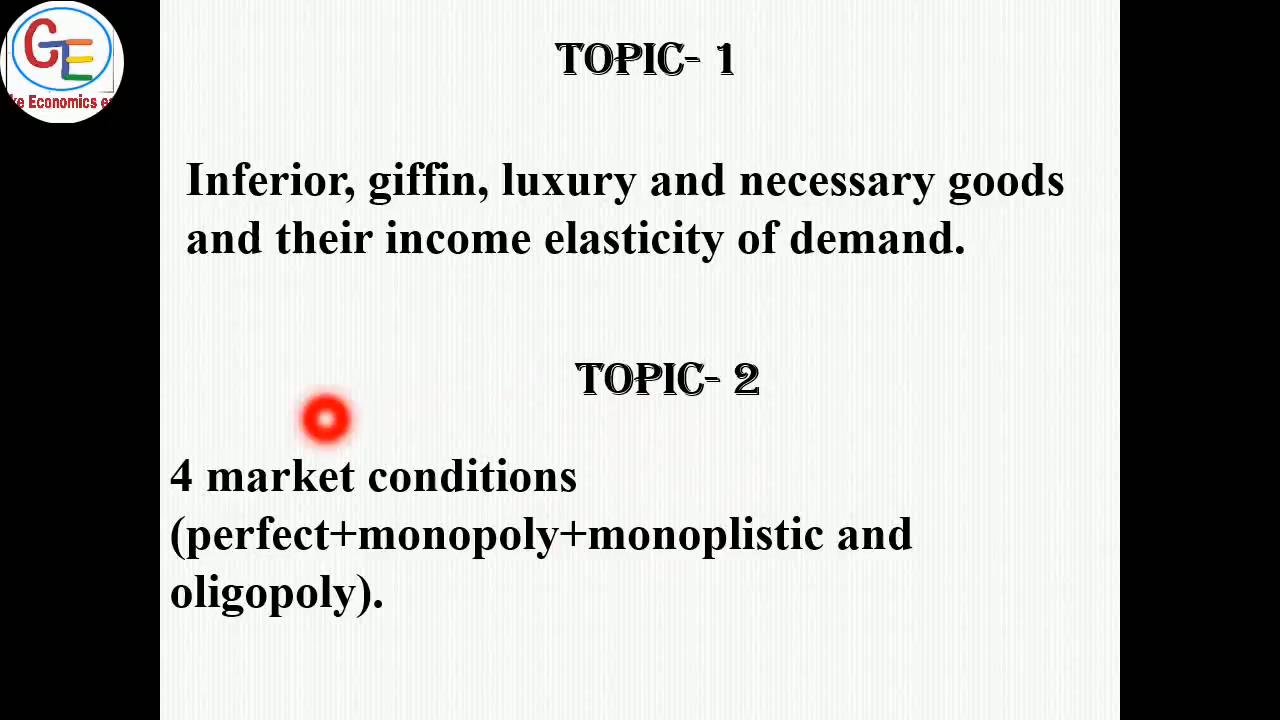 GE
ke Economics e
TOPIC- 1
Inferior, giffin, luxury and necessary goods
and their income elasticity of demand.
TOPIC- 2
4 market conditions
(perfect+monopoly+monoplistic and
oligopoly).